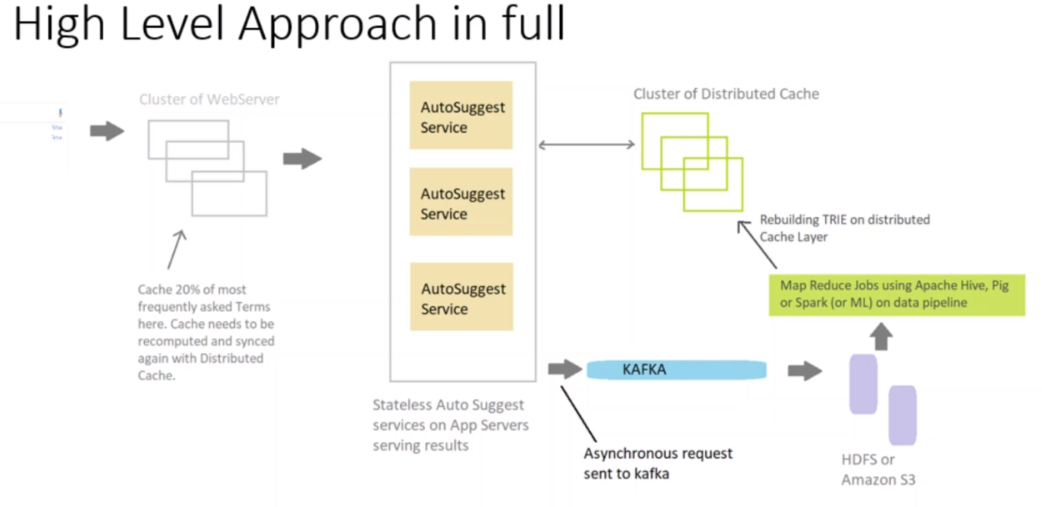 High Level Approach in full
Cluster of WebServer
Cache 20% of most
frequently asked Terms
here. Cache needs to be
recomputed and synced
again with Distributed
Cache.
AutoSuggest
Service
AutoSuggest
Service
AutoSuggest
Service
Stateless Auto Suggest
services on App Servers
serving results
Cluster of Distributed Cache
Rebuilding TRIE on distributed
Cache Layer
Map Reduce Jobs using Apache Hive, Pig
or Spark (or ML) on data pipeline
KAFKA
Asynchronous request
sent to kafka
HDFS or
Amazon S3